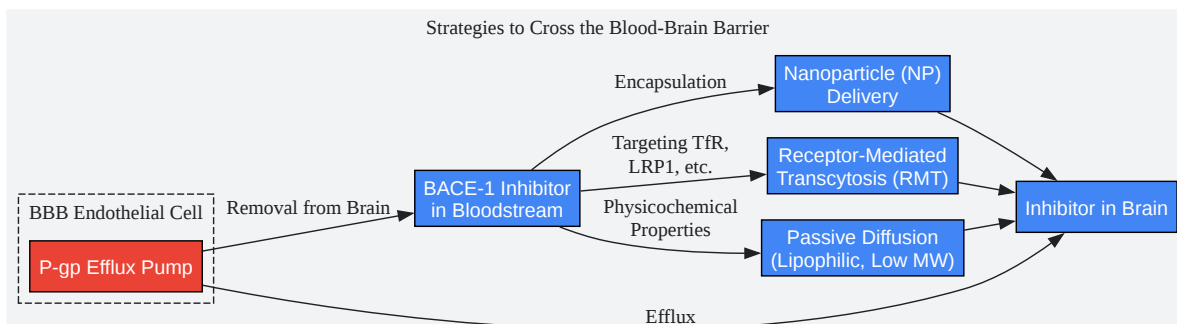 Strategies to Cross the Blood-Brain Barrier
Encapsulation
Nanoparticle (NP)
Delivery
Targeting TfR,
LRP1, etc.
Receptor-Mediated
Transcytosis (RMT)
BACE-1 Inhibitor
in Bloodstream
Inhibitor in Brain
BBB Endothelial Cell
Removal from Brain
Physicochemical
Properties
Passive Diffusion
(Lipophilic, Low MW)
P-gp Efflux Pump
Efflux